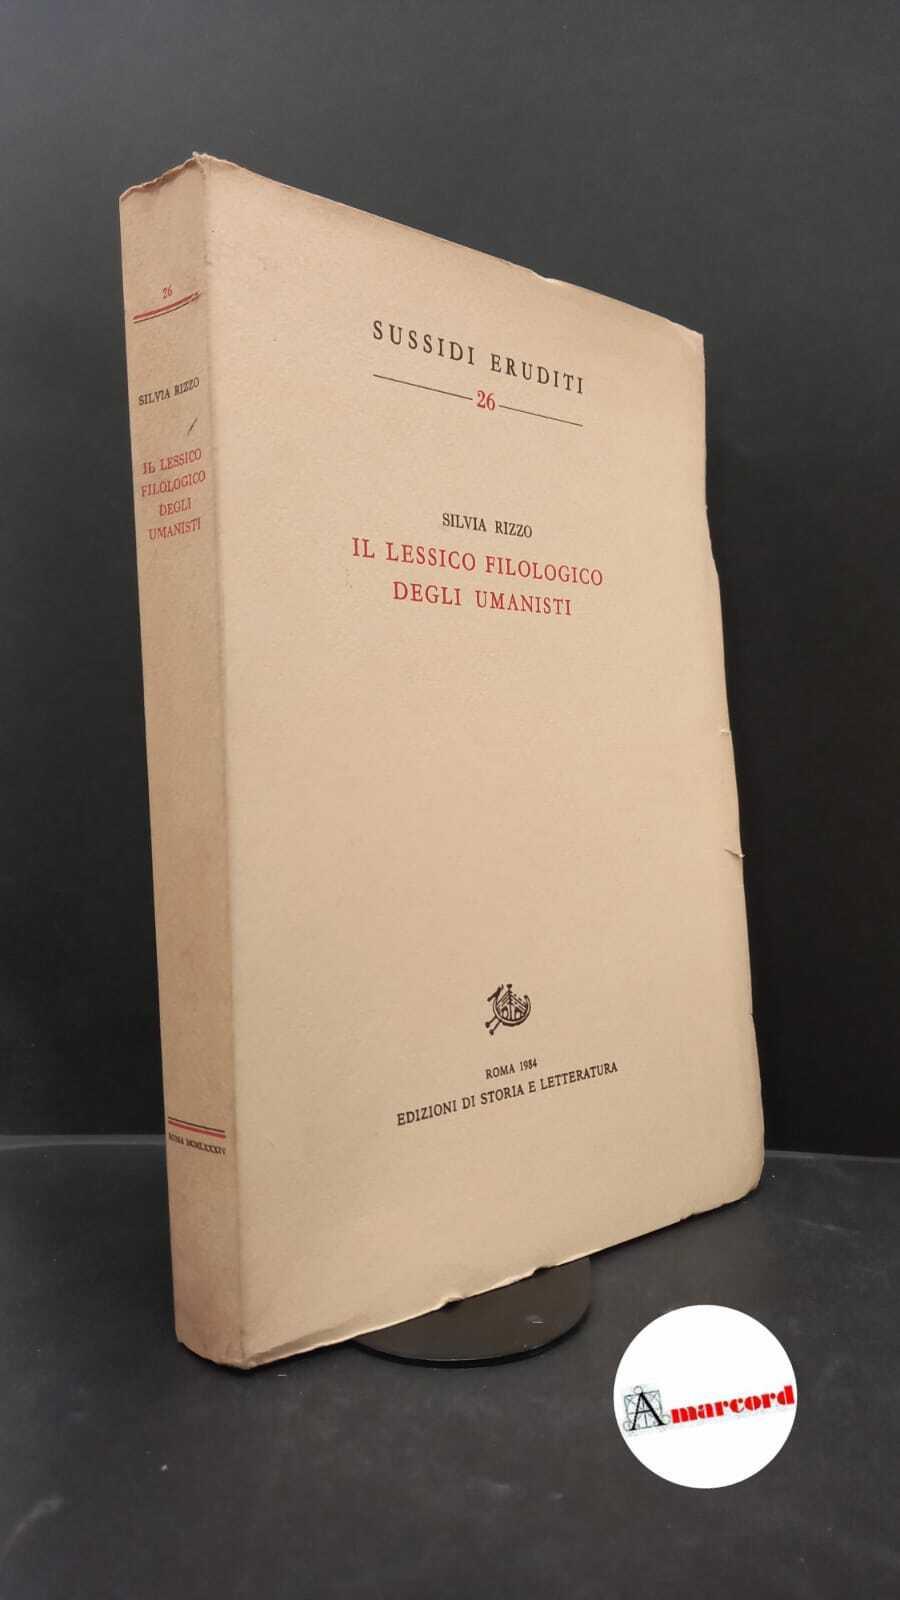 26
SILVIA RIZZO
IL LESSICO
FILOLOGICO
DEGLI
UMANISTI
ROMA MCMLXXXIV
SUSSIDI ERUDITI
26
SILVIA RIZZO
IL LESSICO FILOLOGICO
DEGLI UMANISTI
ROMA 1984
EDIZIONI DI STORIA E LETTERATURA
Amarcord